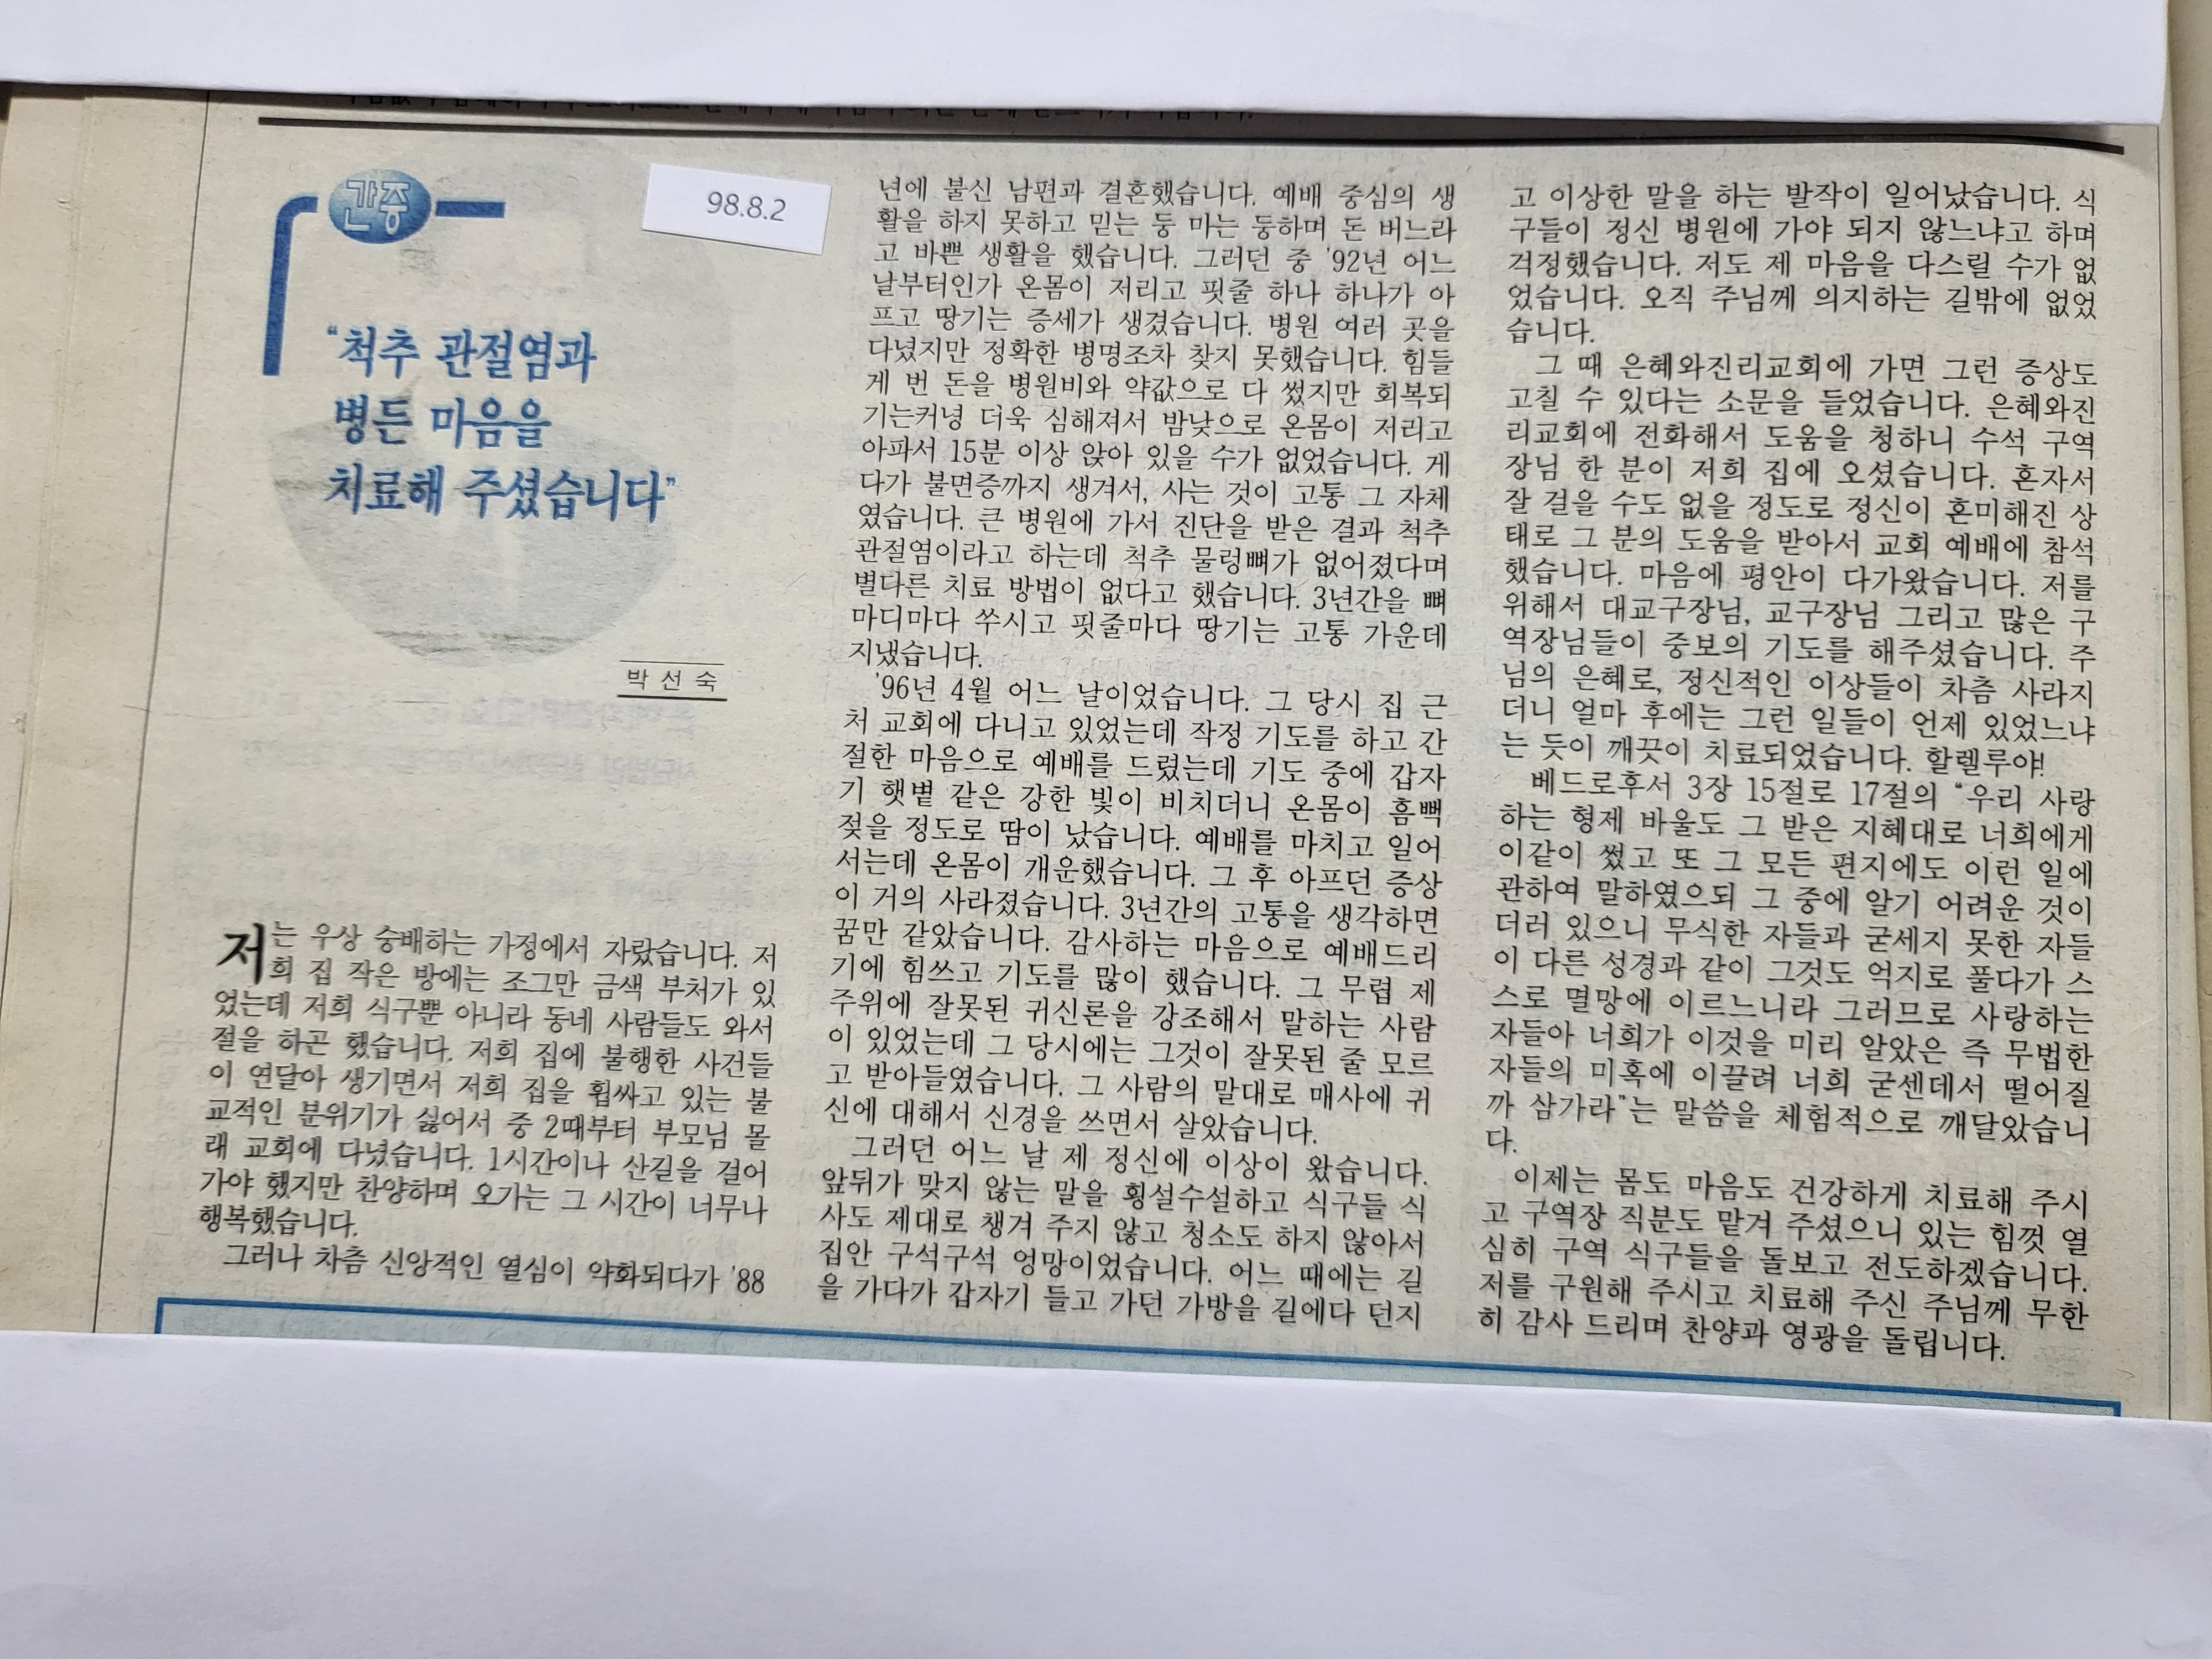 간증
98.8.2
“척추 관절염과
병든 마음을
치료해 주셨습니다”
박 선 숙
저는 우상 숭배하는 가정에서 자랐습니다. 저
희 집 작은 방에는 조그만 금색 부처가 있
었는데 저희 식구뿐 아니라 동네 사람들도 와서
절을 하곤 했습니다. 저희 집에 불행한 사건들
이 연달아 생기면서 저희 집을 휩싸고 있는 불
교적인 분위기가 싫어서 중 2때부터 부모님 몰
래 교회에 다녔습니다. 1시간이나 산길을 걸어
가야 했지만 찬양하며 오가는 그 시간이 너무나
행복했습니다.
그러나 차츰 신앙적인 열심이 약화되다가 '88
년에 불신 남편과 결혼했습니다. 예배 중심의 생
활을 하지 못하고 믿는 둥 마는 둥하며 돈 버느라
고 바쁜 생활을 했습니다. 그러던 중 '92년 어느
날부터인가 온몸이 저리고 핏줄 하나 하나가 아
프고 땅기는 증세가 생겼습니다. 병원 여러 곳을
다녔지만 정확한 병명조차 찾지 못했습니다. 힘들
게 번 돈을 병원비와 약값으로 다 썼지만 회복되
기는커녕 더욱 심해져서 밤낮으로 온몸이 저리고
아파서 15분 이상 앉아 있을 수가 없었습니다. 게
다가 불면증까지 생겨서, 사는 것이 고통 그 자체
였습니다. 큰 병원에 가서 진단을 받은 결과 척추
관절염이라고 하는데 척추 물렁뼈가 없어졌다며
별다른 치료 방법이 없다고 했습니다. 3년간을 뼈
마디마다 쑤시고 핏줄마다 땅기는 고통 가운데
지냈습니다.
'96년 4월 어느 날이었습니다. 그 당시 집 근
처 교회에 다니고 있었는데 작정 기도를 하고 간
절한 마음으로 예배를 드렸는데 기도 중에 갑자
기 햇볕 같은 강한 빛이 비치더니 온몸이 흠뻑
젖을 정도로 땀이 났습니다. 예배를 마치고 일어
서는데 온몸이 개운했습니다. 그 후 아프던 증상
이 거의 사라졌습니다. 3년간의 고통을 생각하면
꿈만 같았습니다. 감사하는 마음으로 예배드리
기에 힘쓰고 기도를 많이 했습니다. 그 무렵 제
주위에 잘못된 귀신론을 강조해서 말하는 사람
이 있었는데 그 당시에는 그것이 잘못된 줄 모르
고 받아들였습니다. 그 사람의 말대로 매사에 귀
신에 대해서 신경을 쓰면서 살았습니다.
그러던 어느 날 제 정신에 이상이 왔습니다.
앞뒤가 맞지 않는 말을 횡설수설하고 식구들 식
사도 제대로 챙겨 주지 않고 청소도 하지 않아서
집안 구석구석 엉망이었습니다. 어느 때에는 길
을 가다가 갑자기 들고 가던 가방을 길에다 던지
고 이상한 말을 하는 발작이 일어났습니다. 식
구들이 정신 병원에 가야 되지 않느냐고 하며
걱정했습니다. 저도 제 마음을 다스릴 수가 없
었습니다. 오직 주님께 의지하는 길밖에 없었
습니다.
그 때 은혜와진리교회에 가면 그런 증상도
고칠 수 있다는 소문을 들었습니다. 은혜와진
리교회에 전화해서 도움을 청하니 수석 구역
장님 한 분이 저희 집에 오셨습니다. 혼자서
잘 걸을 수도 없을 정도로 정신이 혼미해진 상
태로 그 분의 도움을 받아서 교회 예배에 참석
했습니다. 마음에 평안이 다가왔습니다. 저를
위해서 대교구장님, 교구장님 그리고 많은 구
역장님들이 중보의 기도를 해주셨습니다. 주
님의 은혜로, 정신적인 이상들이 차츰 사라지
더니 얼마 후에는 그런 일들이 언제 있었느냐
는 듯이 깨끗이 치료되었습니다. 할렐루야!
베드로후서 3장 15절로 17절의 “우리 사랑
하는 형제 바울도 그 받은 지혜대로 너희에게
이같이 썼고 또 그 모든 편지에도 이런 일에
관하여 말하였으되 그 중에 알기 어려운 것이
더러 있으니 무식한 자들과 굳세지 못한 자들
이 다른 성경과 같이 그것도 억지로 풀다가 스
스로 멸망에 이르느니라 그러므로 사랑하는
자들아 너희가 이것을 미리 알았은 즉 무법한
자들의 미혹에 이끌려 너희 굳센데서 떨어질
까 삼가라”는 말씀을 체험적으로 깨달았습니
다.
이제는 몸도 마음도 건강하게 치료해 주시
고 구역장 직분도 맡겨 주셨으니 있는 힘껏 열
심히 구역 식구들을 돌보고 전도하겠습니다.
저를 구원해 주시고 치료해 주신 주님께 무한
히 감사 드리며 찬양과 영광을 돌립니다.